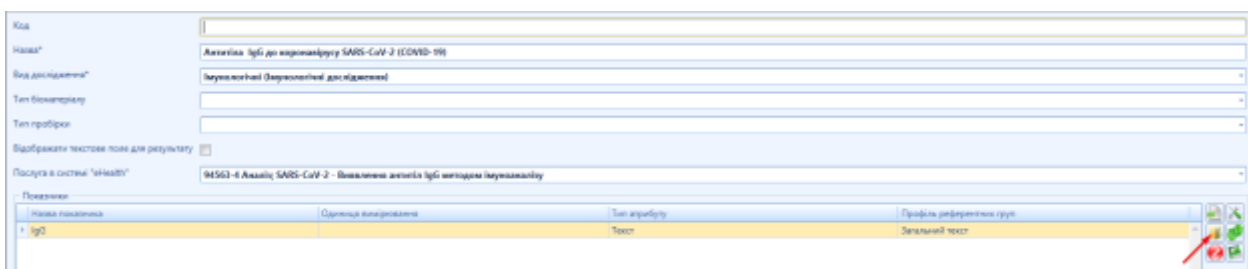 Код
Назва*
Антитіла IgG до коронавірусу SARS-CoV-2 (COVID-19)
Вид дослідження*
Імунологічні (Імунологічні дослідження)
Тип біоматеріалу
Тип пробірки
Відображати текстове поле для результату
Послуга в системі "eHealth"
94563-4 Аналіз SARS-CoV-2 - Виявлення антитіл IgG методом імуноаналізу
Показники
Назва показника Одиниця вимірювання Тип атрибуту Профіль референтних груп
IgG Текст Загальний текст